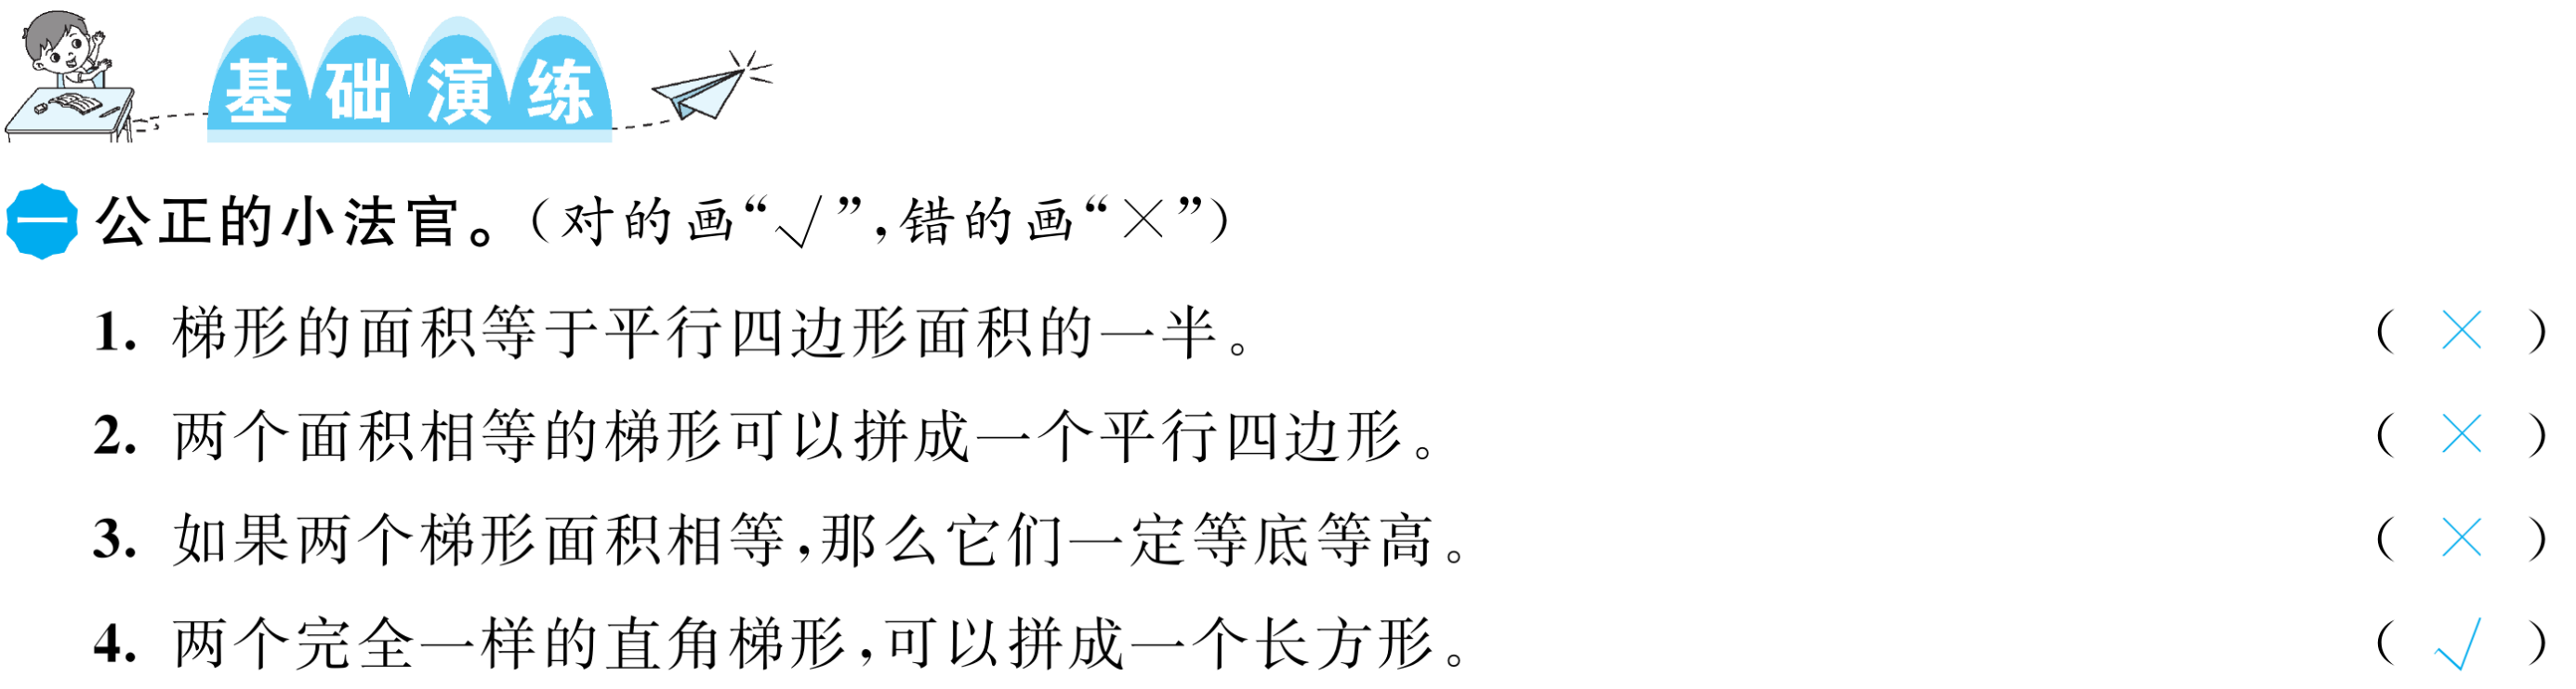 基础演练
一 公正的小法官。(对的画“√”,错的画“×”)
1. 梯形的面积等于平行四边形面积的一半。 ( × )
2. 两个面积相等的梯形可以拼成一个平行四边形。 ( × )
3. 如果两个梯形面积相等,那么它们一定等底等高。 ( × )
4. 两个完全一样的直角梯形,可以拼成一个长方形。 ( √ )